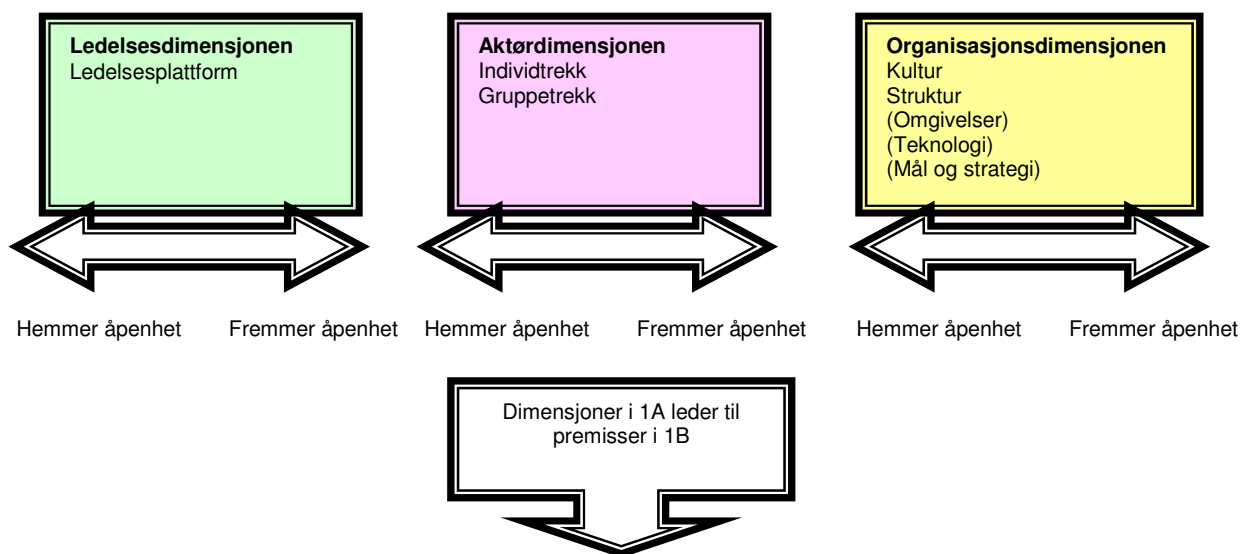 Ledelsesdimensjonen
Ledelsesplattform
Aktørdimensjonen
Individtrekk
Gruppetrekk
Organisasjonsdimensjonen
Kultur
Struktur
(Omgivelser)
(Teknologi)
(Mål og strategi)
Hemmer åpenhet Fremmer åpenhet
Hemmer åpenhet Fremmer åpenhet
Hemmer åpenhet Fremmer åpenhet
Dimensjoner i 1A leder til
premisser i 1B